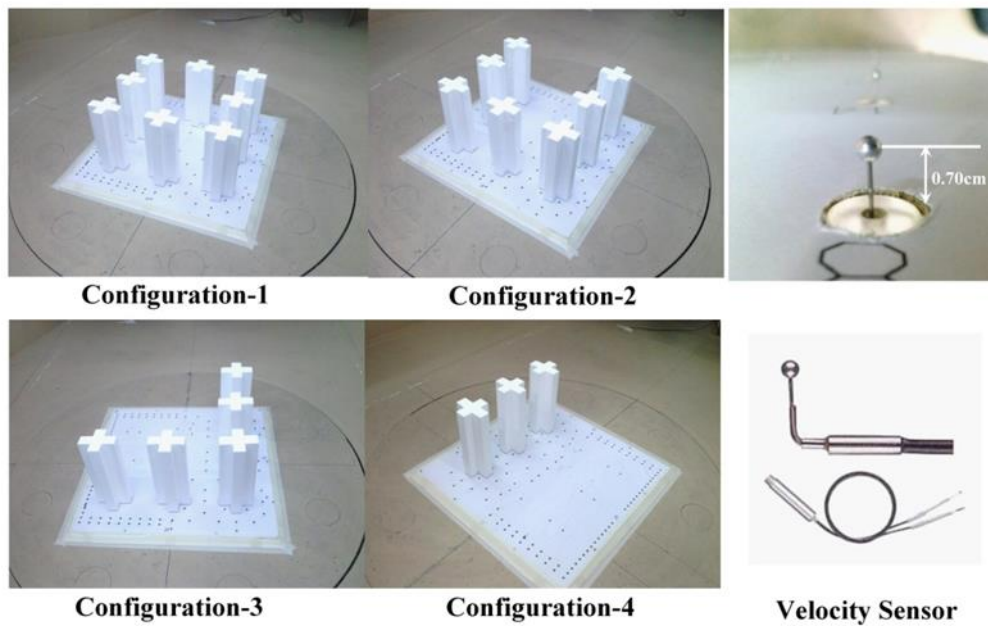 0.70cm
Configuration-1
Configuration-2
Configuration-3
Configuration-4
Velocity Sensor